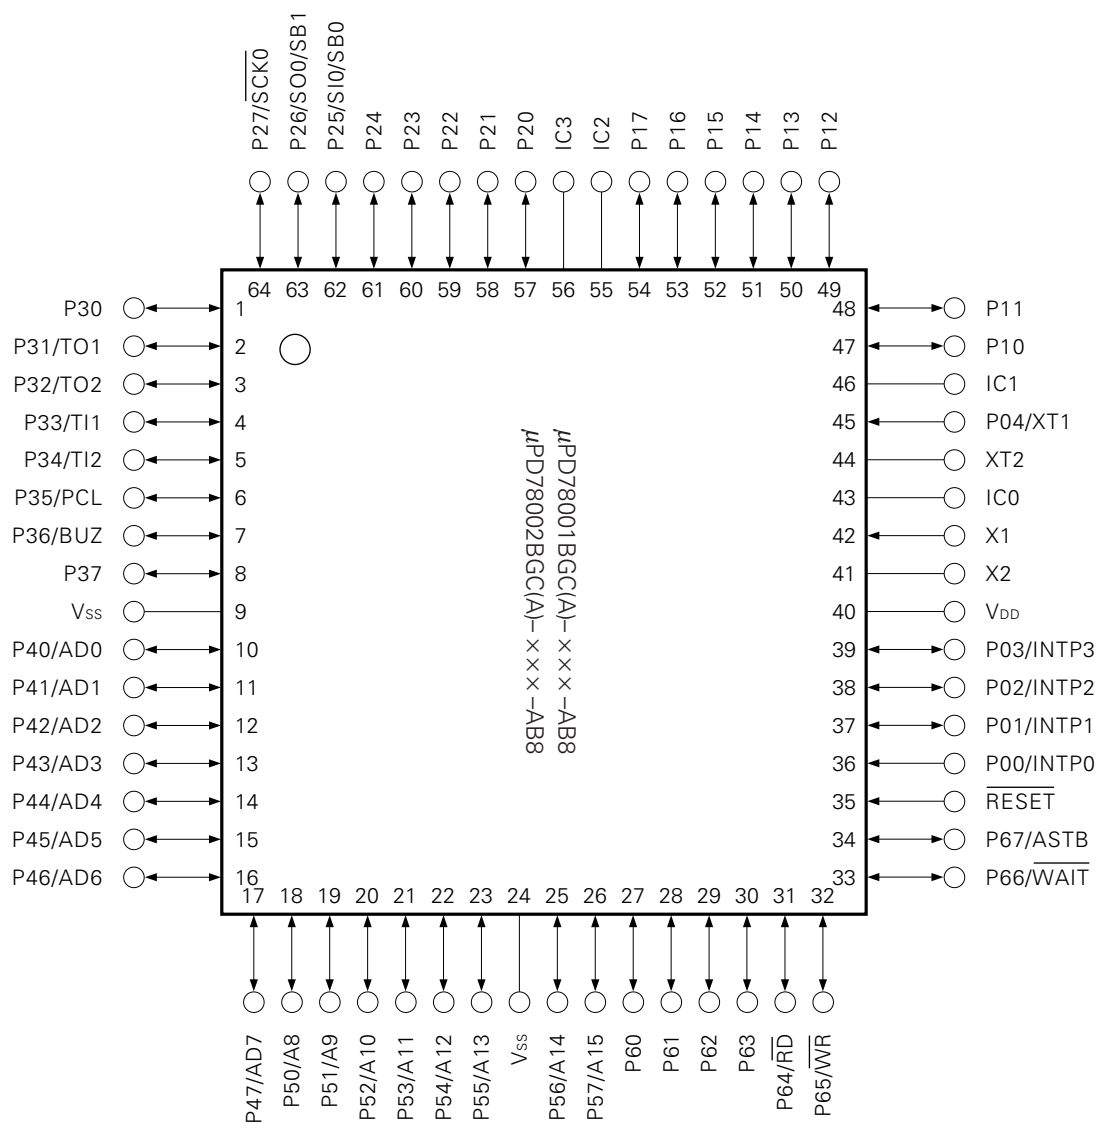 P27/SCK0
P26/SO0/SB1
P25/SI0/SB0
P24
P23
P22
P21
P20
IC3
IC2
P17
P16
P15
P14
P13
P12
64 63 62 61 60 59 58 57 56 55 54 53 52 51 50 49
P30 1 48 P11
P31/TO1 2 47 P10
P32/TO2 3 46 IC1
P33/TI1 4 45 P04/XT1
P34/TI2 5 44 XT2
P35/PCL 6 43 IC0
P36/BUZ 7 42 X1
P37 8 41 X2
Vss 9 40 VDD
P40/AD0 10 39 P03/INTP3
P41/AD1 11 38 P02/INTP2
P42/AD2 12 37 P01/INTP1
P43/AD3 13 36 P00/INTP0
P44/AD4 14 35 RESET
P45/AD5 15 34 P67/ASTB
P46/AD6 16 33 P66/WAIT
µPD78001BGC(A)–×××–AB8
µPD78002BGC(A)–×××–AB8
17 18 19 20 21 22 23 24 25 26 27 28 29 30 31 32
P47/AD7
P50/A8
P51/A9
P52/A10
P53/A11
P54/A12
P55/A13
Vss
P56/A14
P57/A15
P60
P61
P62
P63
P64/RD
P65/WR